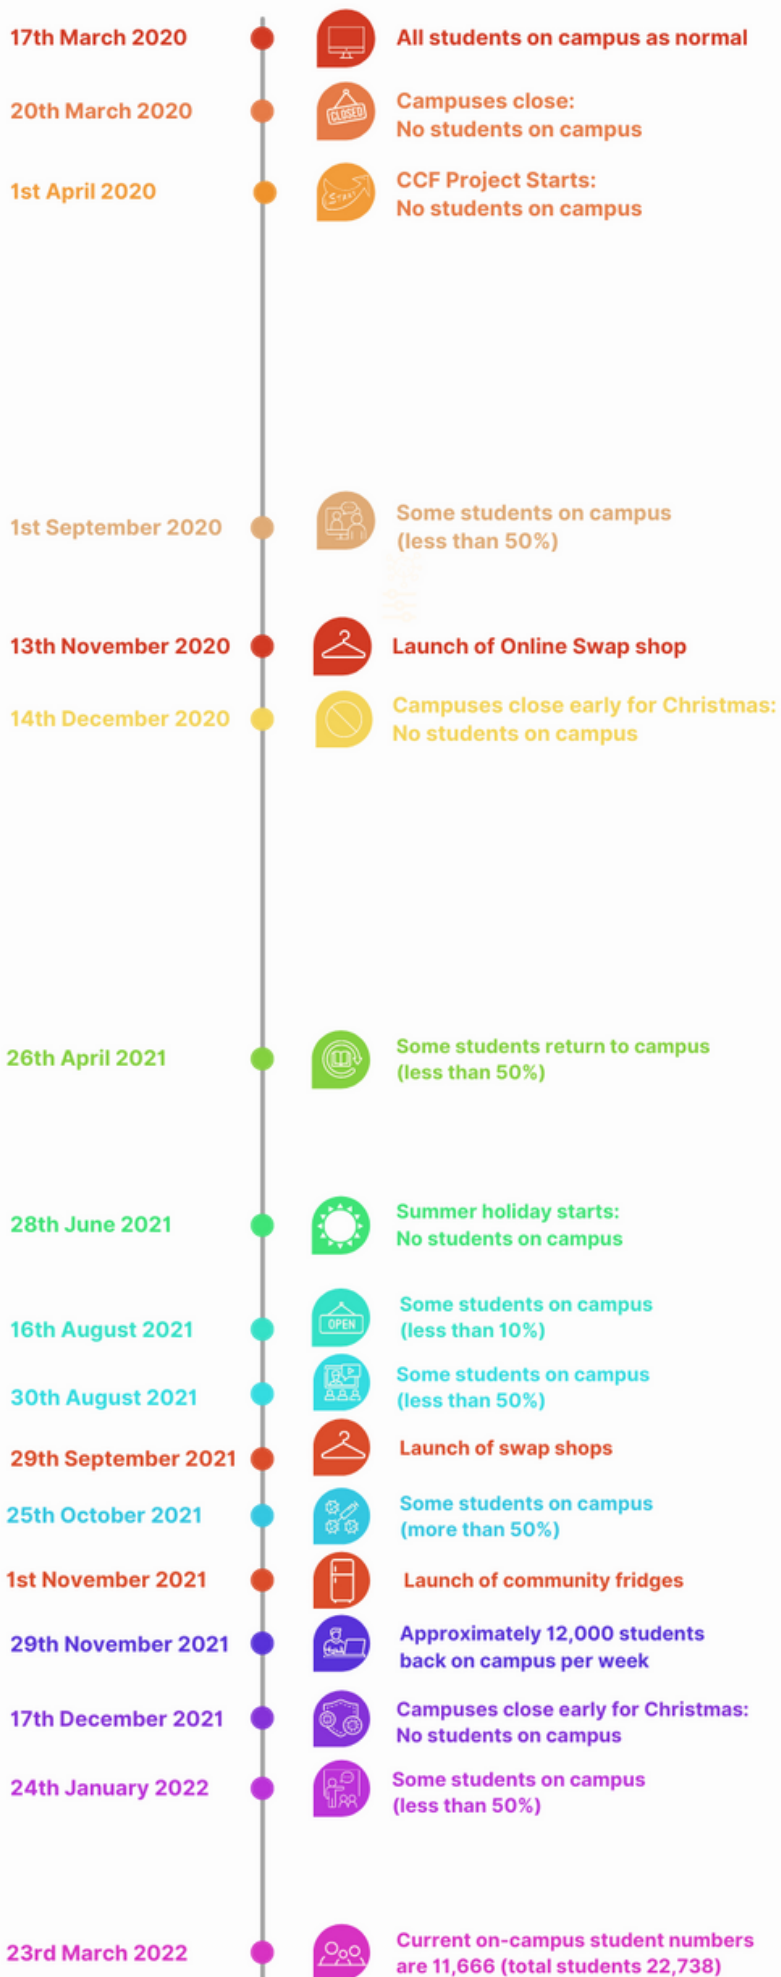 17th March 2020
All students on campus as normal
20th March 2020
CLOSED
Campuses close:
No students on campus
1st April 2020
START
CCF Project Starts:
No students on campus
1st September 2020
Some students on campus
(less than 50%)
13th November 2020
Launch of Online Swap shop
14th December 2020
Campuses close early for Christmas:
No students on campus
26th April 2021
Some students return to campus
(less than 50%)
28th June 2021
Summer holiday starts:
No students on campus
16th August 2021
OPEN
Some students on campus
(less than 10%)
30th August 2021
Some students on campus
(less than 50%)
29th September 2021
Launch of swap shops
25th October 2021
Some students on campus
(more than 50%)
1st November 2021
Launch of community fridges
29th November 2021
Approximately 12,000 students
back on campus per week
17th December 2021
Campuses close early for Christmas:
No students on campus
24th January 2022
Some students on campus
(less than 50%)
23rd March 2022
Current on-campus student numbers
are 11,666 (total students 22,738)